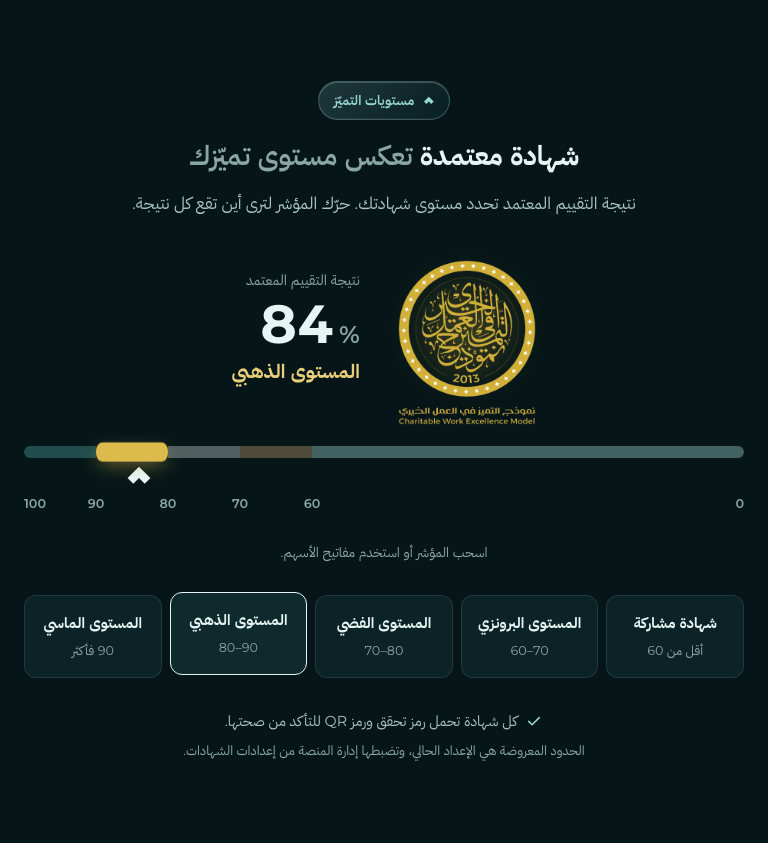 مستويات التميّز
شهادة معتمدة تعكس مستوى تميّزك
نتيجة التقييم المعتمد تحدد مستوى شهادتك. حرّك المؤشر لترى أين تقع كل نتيجة.
2013
نموذج التميز في العمل الخيري
Charitable Work Excellence Model
نتيجة التقييم المعتمد
84 %
المستوى الذهبي
0 60 70 80 90 100
اسحب المؤشر أو استخدم مفاتيح الأسهم.
شهادة مشاركة
أقل من 60
المستوى البرونزي
60–70
المستوى الفضي
70–80
المستوى الذهبي
80–90
المستوى الماسي
90 فأكثر
كل شهادة تحمل رمز تحقق ورمز QR للتأكد من صحتها.
الحدود المعروضة هي الإعداد الحالي، وتضبطها إدارة المنصة من إعدادات الشهادات.